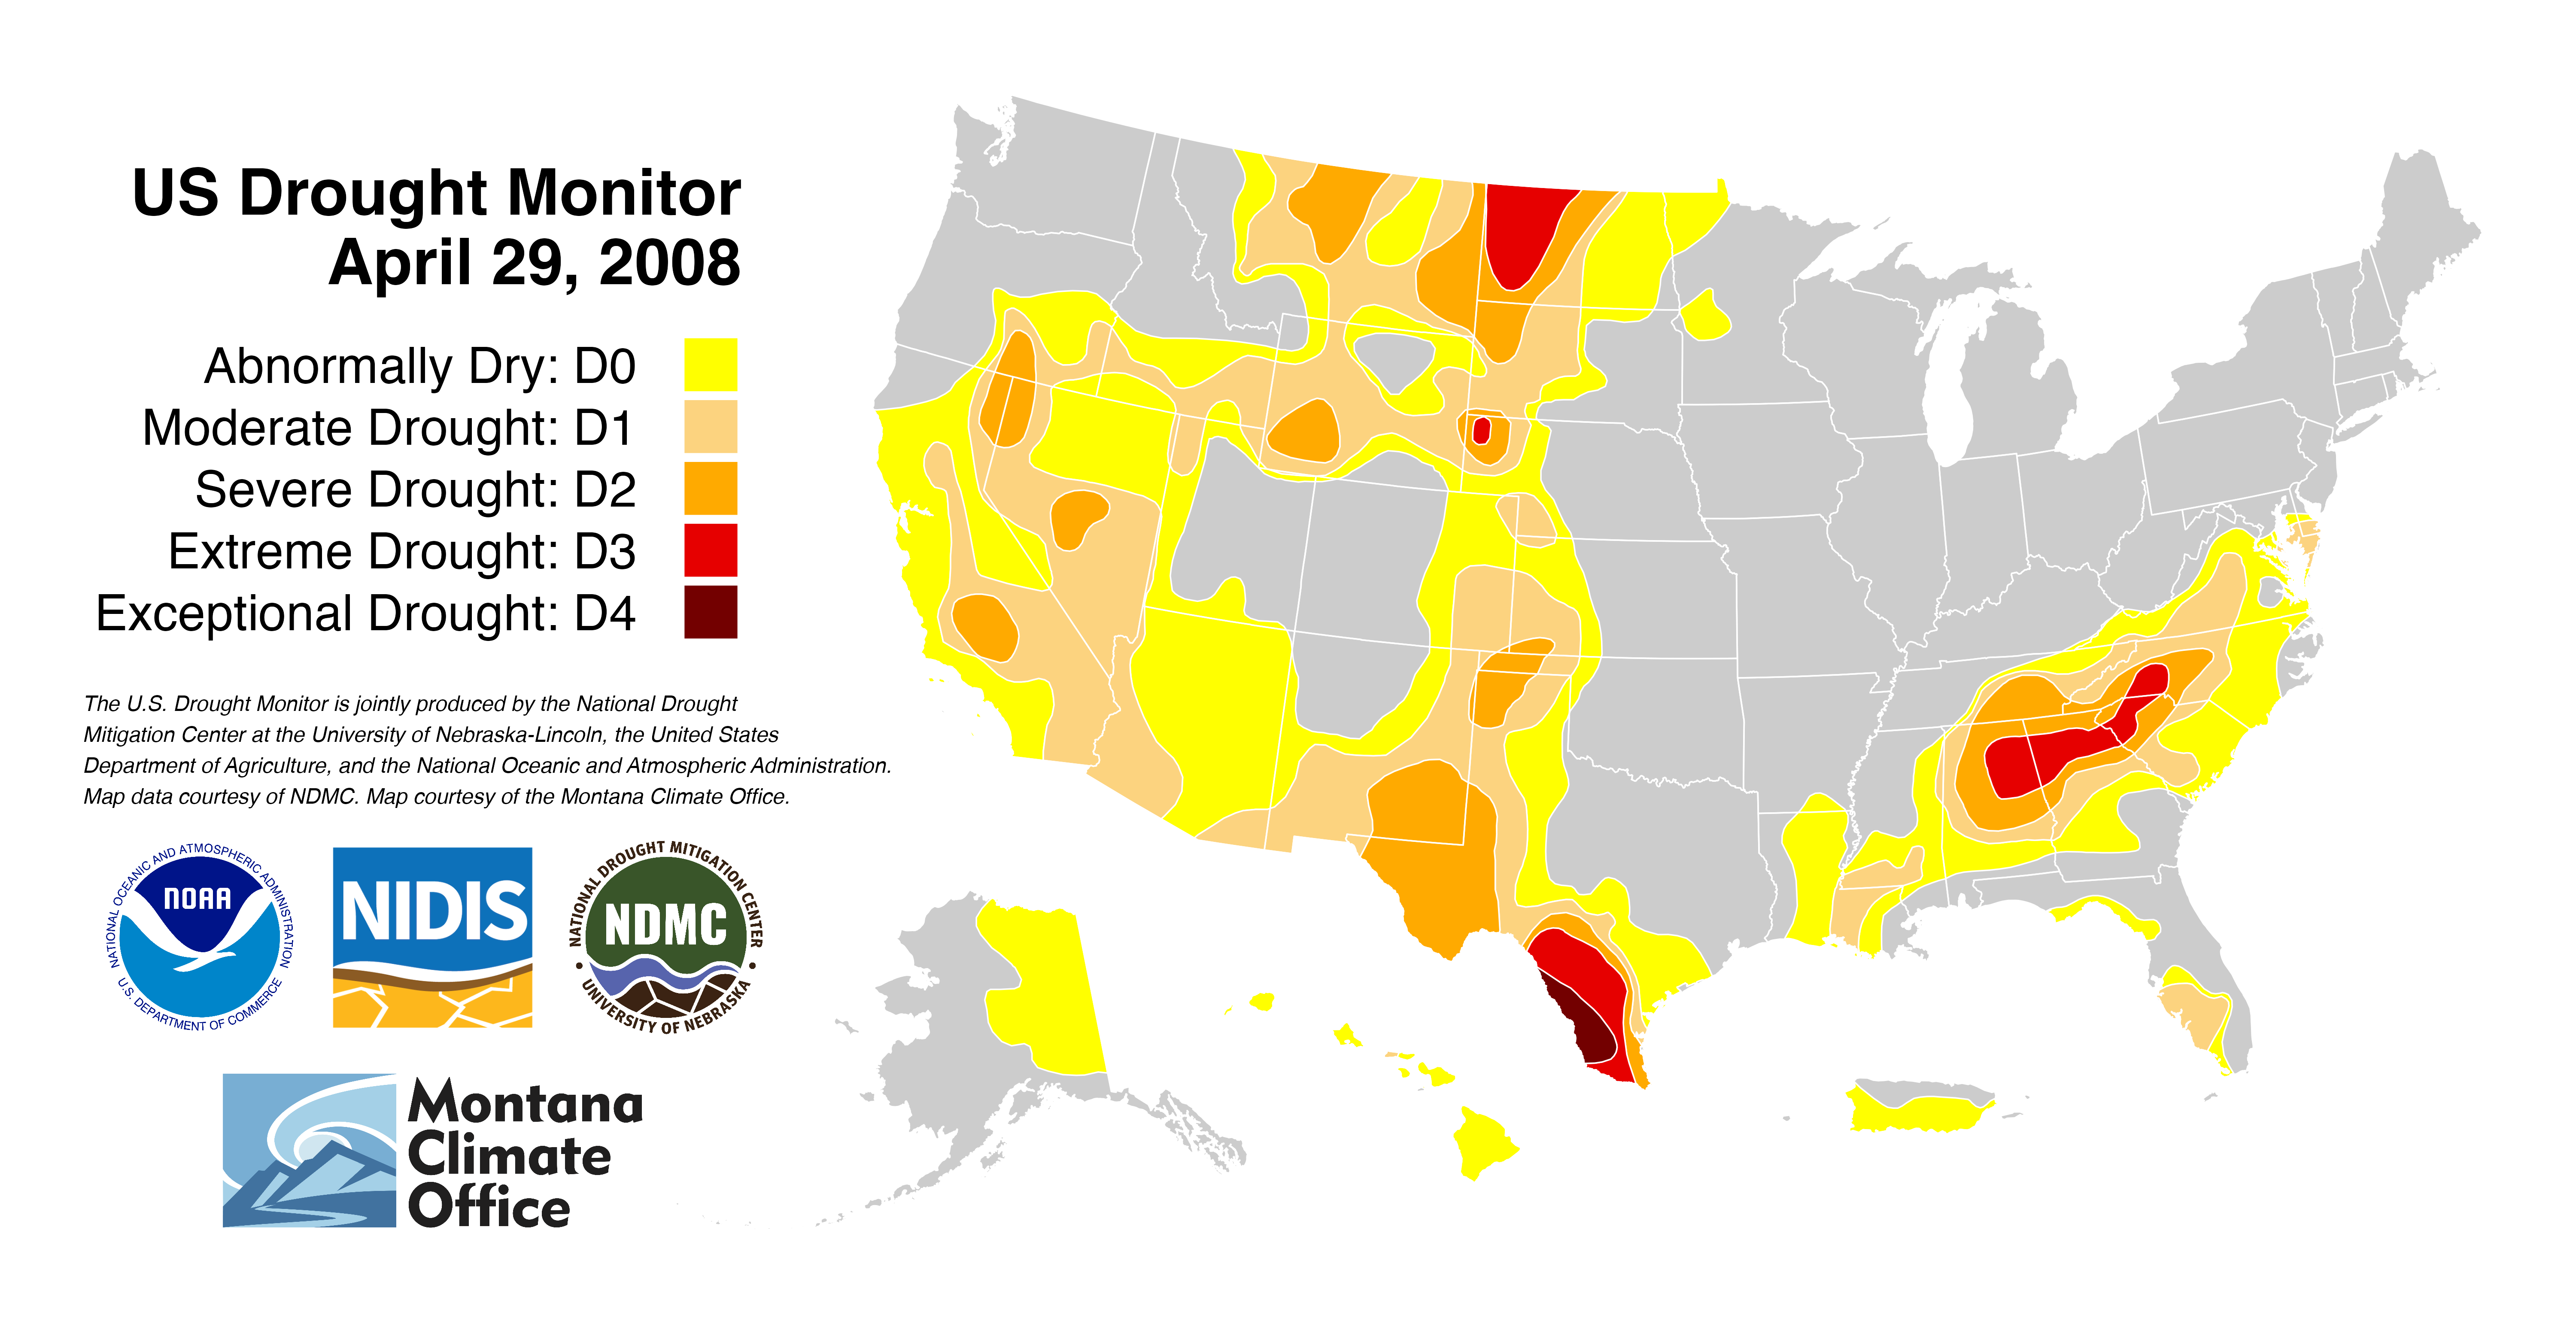 US Drought Monitor
April 29, 2008
Abnormally Dry: D0
Moderate Drought: D1
Severe Drought: D2
Extreme Drought: D3
Exceptional Drought: D4
The U.S. Drought Monitor is jointly produced by the National Drought
Mitigation Center at the University of Nebraska-Lincoln, the United States
Department of Agriculture, and the National Oceanic and Atmospheric Administration.
Map data courtesy of NDMC. Map courtesy of the Montana Climate Office.
NATIONAL OCEANIC AND ATMOSPHERIC ADMINISTRATION
NOAA
U.S. DEPARTMENT OF COMMERCE
NIDIS
NATIONAL DROUGHT MITIGATION CENTER
NDMC
UNIVERSITY OF NEBRASKA
Montana
Climate
Office